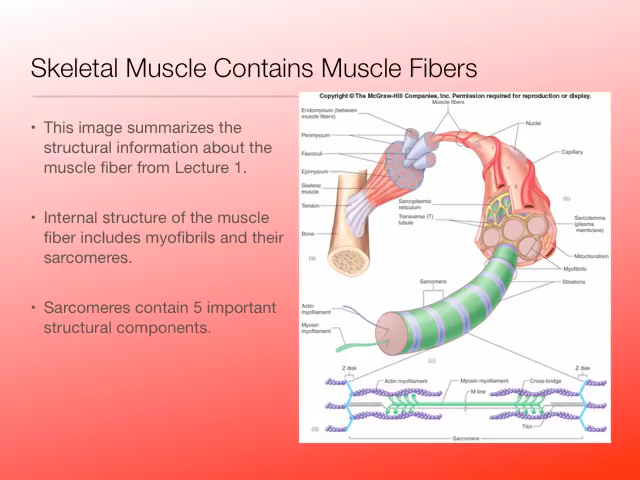 Skeletal Muscle Contains Muscle Fibers
• This image summarizes the
structural information about the
muscle fiber from Lecture 1.
• Internal structure of the muscle
fiber includes myofibrils and their
sarcomeres.
• Sarcomeres contain 5 important
structural components.
Copyright © The McGraw-Hill Companies, Inc. Permission required for reproduction or display.
Muscle fibers
Endomysium (between
muscle fibers)
Perimysium
Fasciculi
Epimysium
Skeletal
muscle
Tendon
Bone
(a)
Nuclei
Capillary
(b)
Sarcoplasmic
reticulum
Transverse (T)
tubule
Sarcolemma
(plasma
membrane)
Mitochondrion
Myofibrils
Striations
Sarcomere
Actin
myofilament
Myosin
myofilament
(c)
Z disk
Actin myofilament
Myosin myofilament
Cross-bridge
Z disk
M line
Titin
(d)
Sarcomere